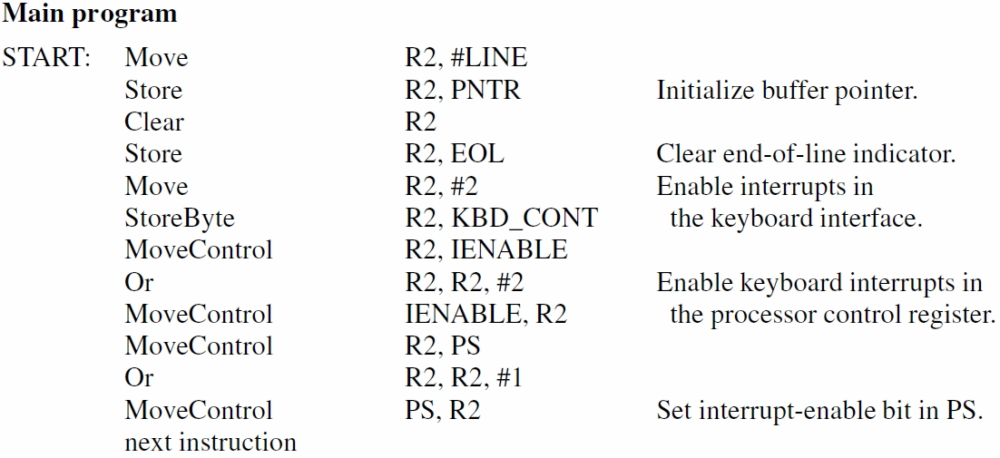 Main program
START: Move R2, #LINE
Store R2, PNTR Initialize buffer pointer.
Clear R2
Store R2, EOL Clear end-of-line indicator.
Move R2, #2 Enable interrupts in
StoreByte R2, KBD_CONT the keyboard interface.
MoveControl R2, IENABLE
Or R2, R2, #2 Enable keyboard interrupts in
MoveControl IENABLE, R2 the processor control register.
MoveControl R2, PS
Or R2, R2, #1
MoveControl PS, R2 Set interrupt-enable bit in PS.
next instruction